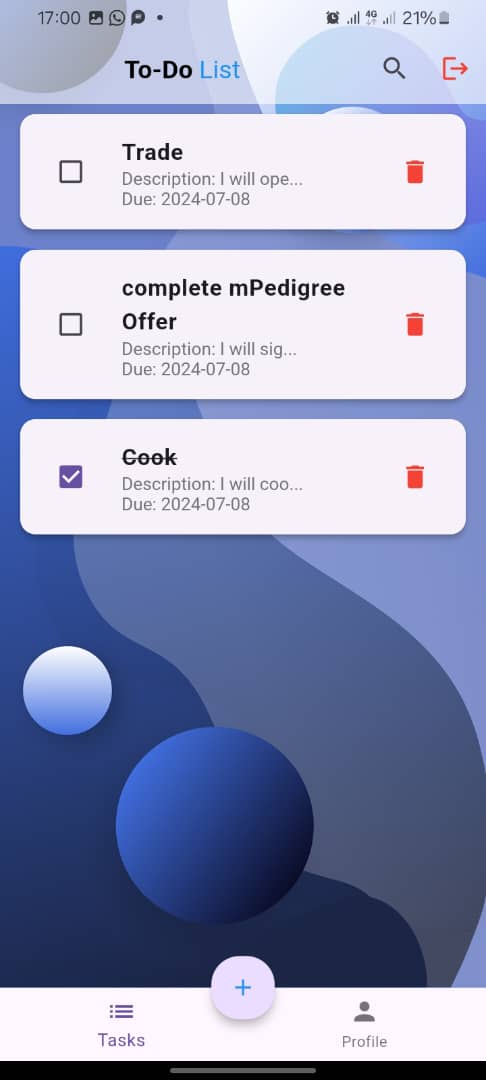 17:00 4G 21%
To-Do List
Trade
Description: I will ope...
Due: 2024-07-08
complete mPedigree
Offer
Description: I will sig...
Due: 2024-07-08
Cook
Description: I will coo...
Due: 2024-07-08
+
Tasks
Profile